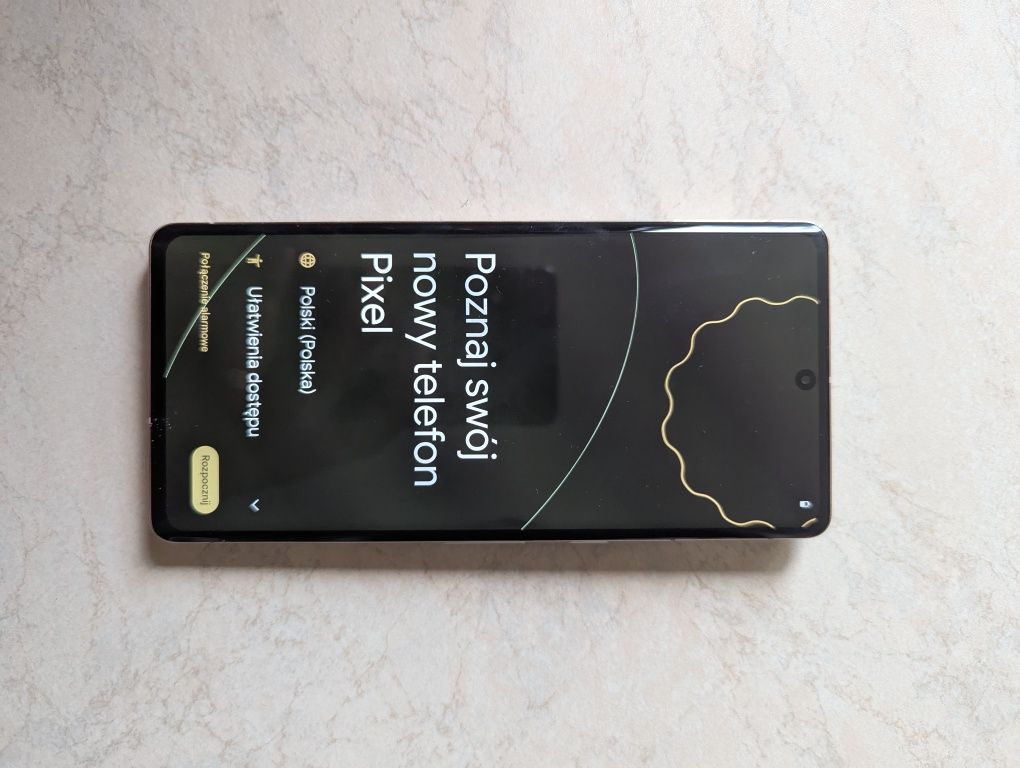 Poznaj swój
nowy telefon
Pixel
Polski (Polska)
Ułatwienia dostępu
Połączenie alarmowe
Rozpocznij